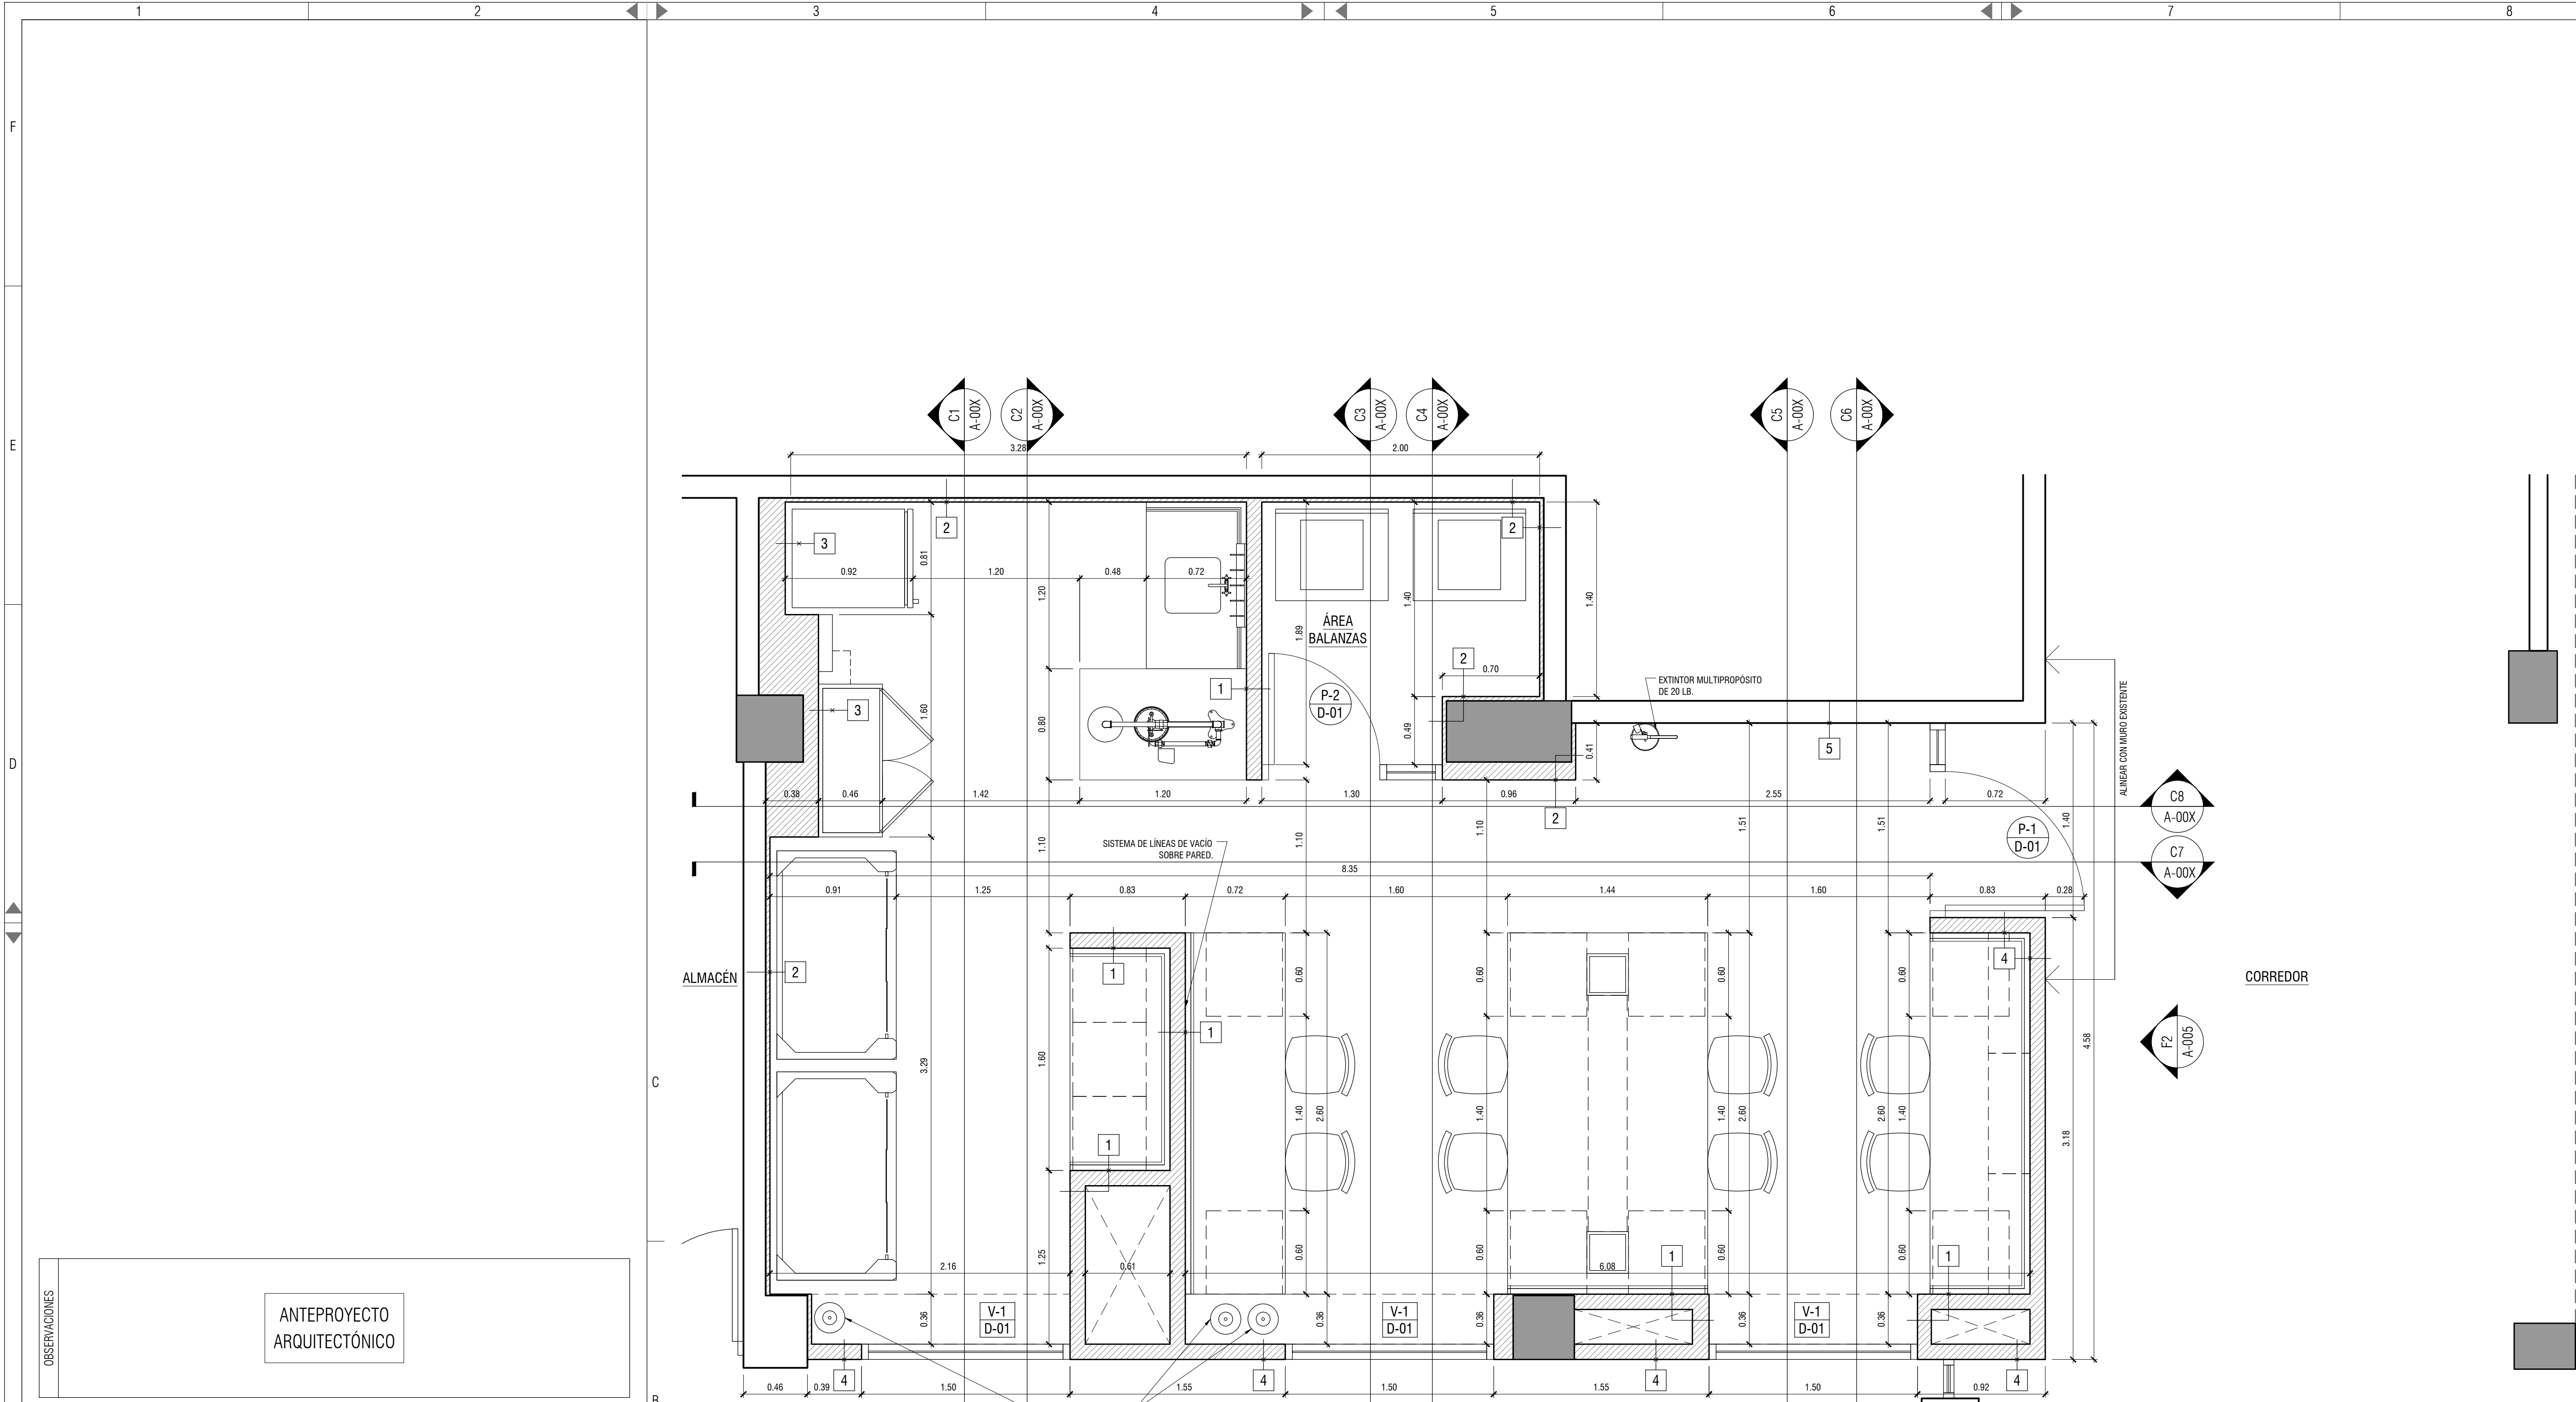 1 2 3 4 5 6 7 8
F
E
D
C
B
C1
A-00X
C2
A-00X
C3
A-00X
C4
A-00X
C5
A-00X
C6
A-00X
3.28
2.00
2
2
3
0.81
0.92
1.20
0.48
0.72
1.20
1.40
1.40
ÁREA
BALANZAS
1.89
2
0.70
1
P-2
D-01
EXTINTOR MULTIPROPÓSITO
DE 20 LB.
3
1.60
0.80
0.49
0.41
5
ALINEAR CON MURO EXISTENTE
0.38
0.46
1.42
1.20
1.30
0.96
2.55
0.72
C8
A-00X
2
1.51
1.51
1.40
P-1
D-01
1.10
SISTEMA DE LÍNEAS DE VACÍO
SOBRE PARED.
1.10
1.10
C7
A-00X
8.35
0.91
1.25
0.83
0.72
1.60
1.44
1.60
0.83
0.28
ALMACÉN
2
1
0.60
0.60
0.60
0.60
4
CORREDOR
1
F2
A-005
4.58
3.29
1.60
1.40
2.60
1.40
1.40
2.60
2.60
1.40
3.18
1
1.25
0.60
0.60
1
0.60
0.60
1
2.16
0.61
6.08
OBSERVACIONES
ANTEPROYECTO
ARQUITECTÓNICO
0.36
V-1
D-01
0.36
V-1
D-01
0.36
0.36
V-1
D-01
0.36
4
4
4
4
0.46
0.39
1.50
1.55
1.50
1.55
1.50
0.92